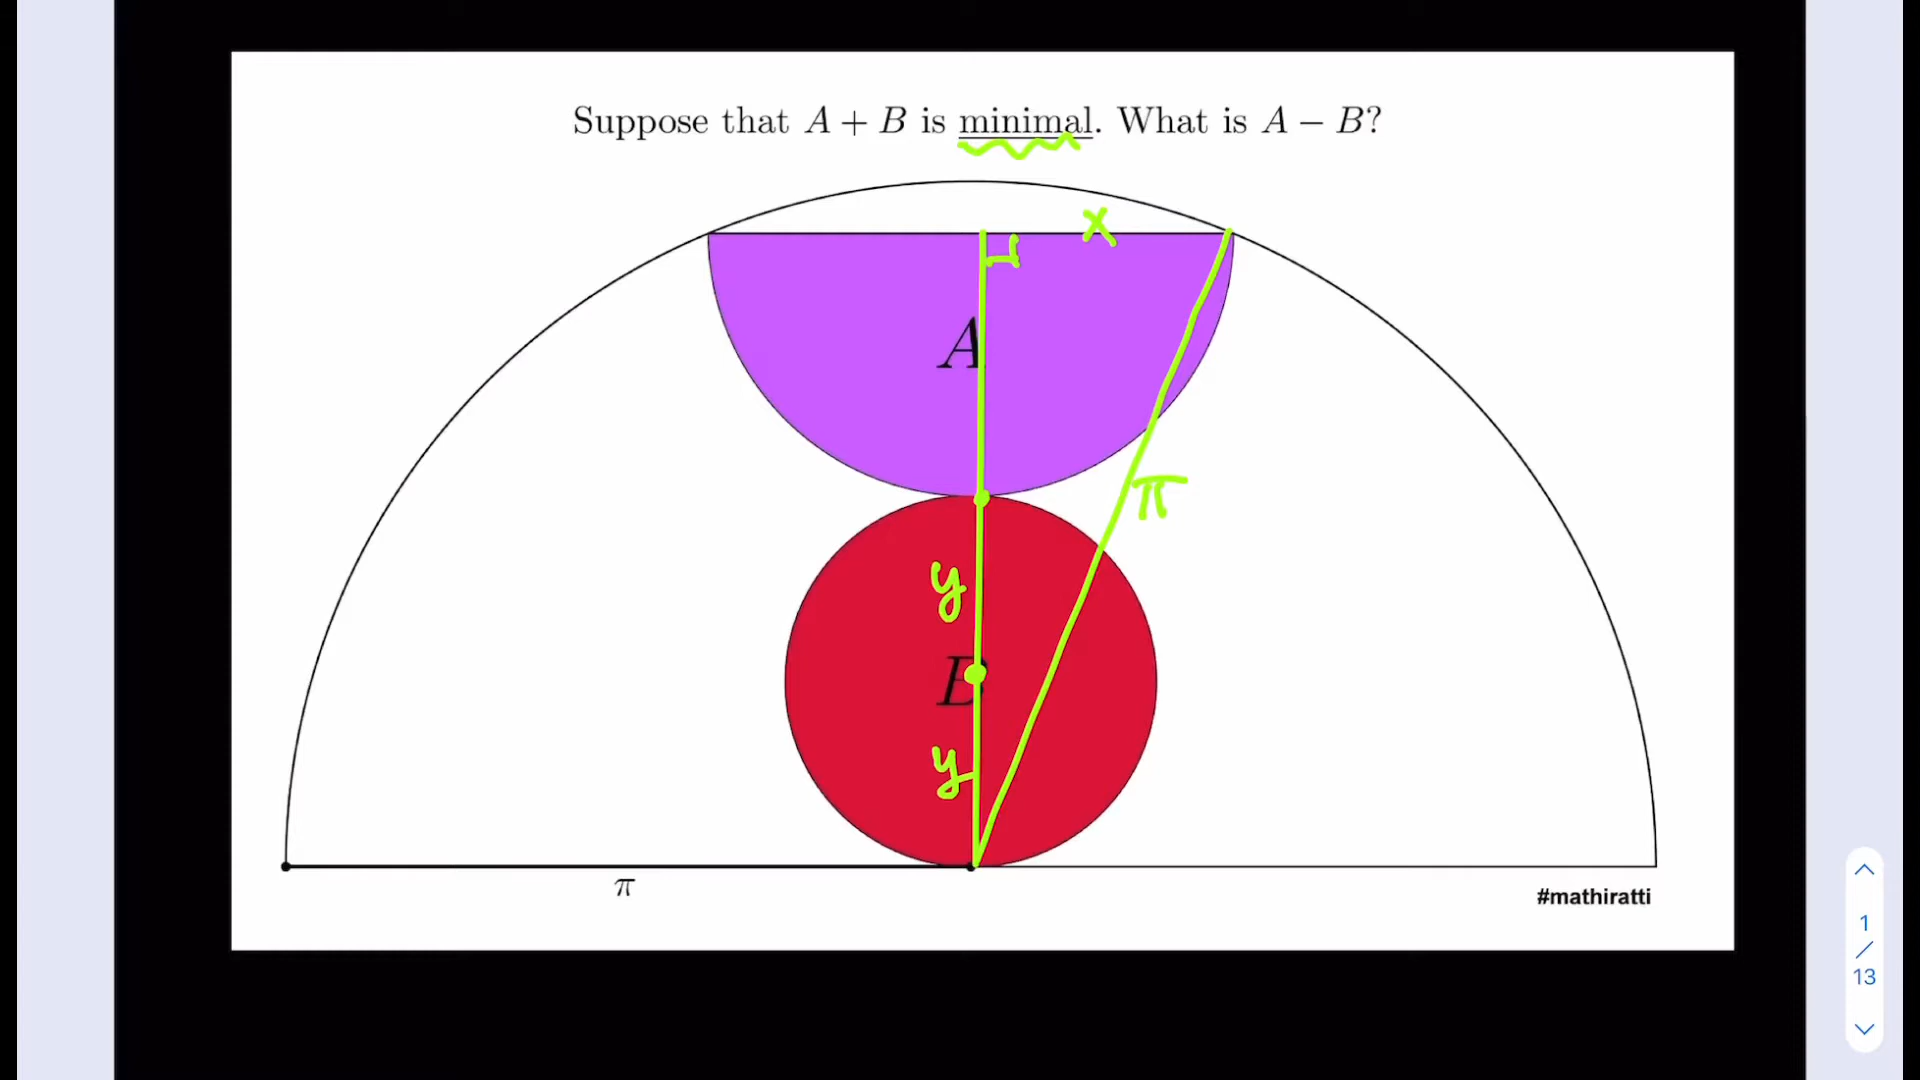 Suppose that A + B is minimal. What is A − B?
x
A
π
y
B
y
π
#mathiratti
1
/
13